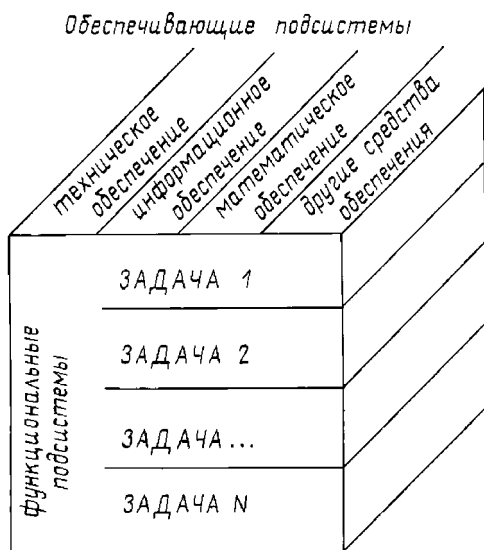 Обеспечивающие подсистемы
техническое
обеспечение
информационное
обеспечение
математическое
обеспечение
другие средства
обеспечения
функциональные
подсистемы
ЗАДАЧА 1
ЗАДАЧА 2
ЗАДАЧА...
ЗАДАЧА N